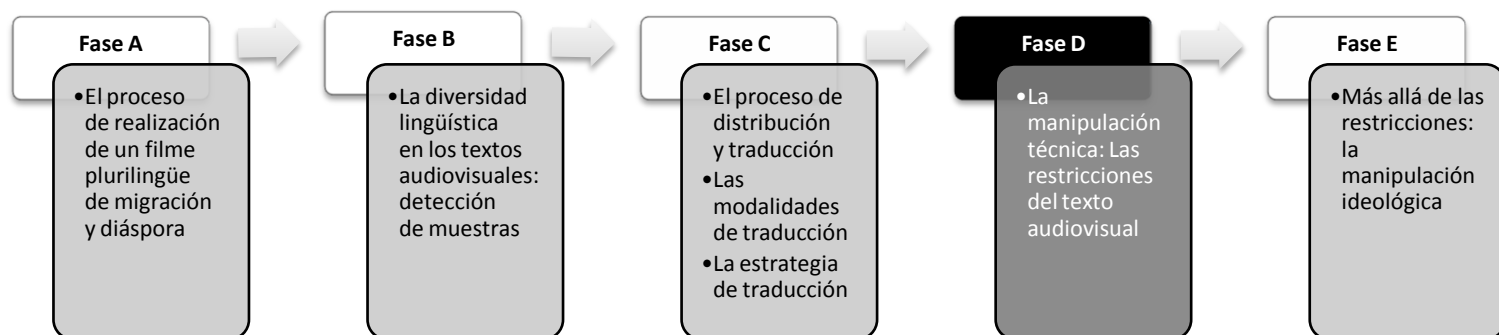 Fase A
•El proceso
de realización
de un filme
plurilingüe
de migración
y diáspora
Fase B
•La diversidad
lingüística
en los textos
audiovisuales:
detección
de muestras
Fase C
•El proceso de
distribución
y traducción
•Las
modalidades
de traducción
•La estrategia
de traducción
Fase D
•La
manipulación
técnica: Las
restricciones
del texto
audiovisual
Fase E
•Más allá de las
restricciones:
la
manipulación
ideológica